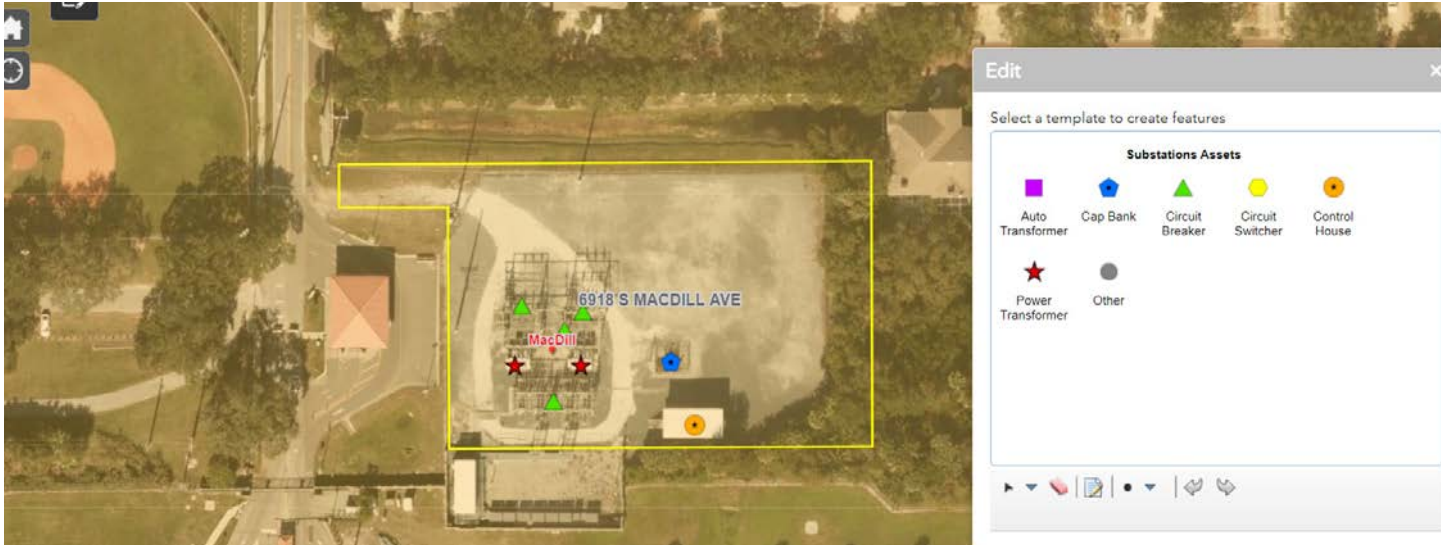 6918 S MACDILL AVE
MacDill
Edit
×
Select a template to create features
Substations Assets
Auto
Transformer
Cap Bank
Circuit
Breaker
Circuit
Switcher
Control
House
Power
Transformer
Other